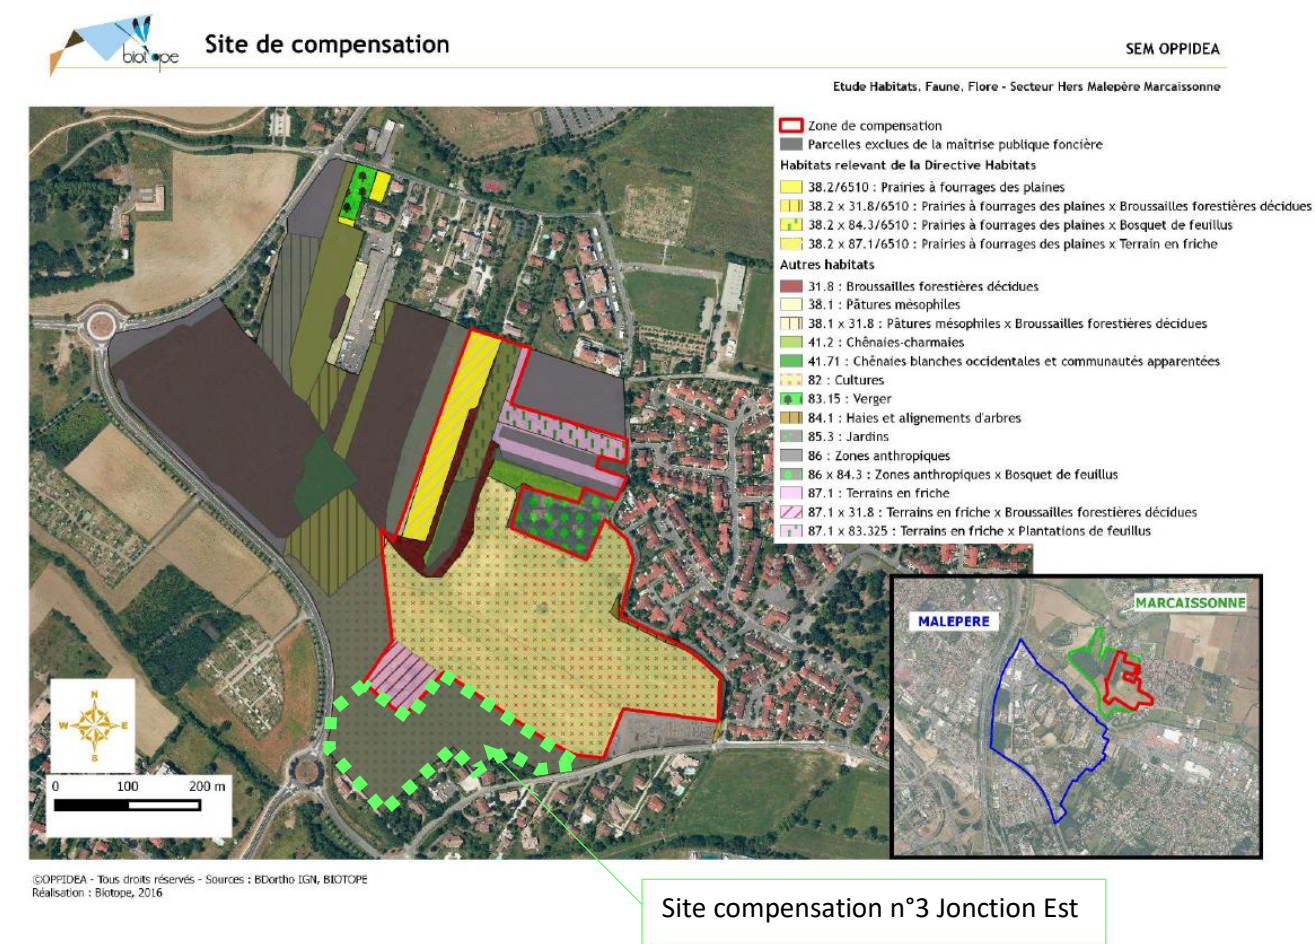 biotope
Site de compensation
SEM OPPIDEA
Etude Habitats, Faune, Flore - Secteur Hers Malepère Marcaissonne
Zone de compensation
Parcelles exclues de la maîtrise publique foncière
Habitats relevant de la Directive Habitats
38.2/6510 : Prairies à fourrages des plaines
38.2 x 31.8/6510 : Prairies à fourrages des plaines x Broussailles forestières décidues
38.2 x 84.3/6510 : Prairies à fourrages des plaines x Bosquet de feuillus
38.2 x 87.1/6510 : Prairies à fourrages des plaines x Terrain en friche
Autres habitats
31.8 : Broussailles forestières décidues
38.1 : Pâtures mésophiles
38.1 x 31.8 : Pâtures mésophiles x Broussailles forestières décidues
41.2 : Chênaies-charmaies
41.71 : Chênaies blanches occidentales et communautés apparentées
82 : Cultures
83.15 : Verger
84.1 : Haies et alignements d'arbres
85.3 : Jardins
86 : Zones anthropiques
86 x 84.3 : Zones anthropiques x Bosquet de feuillus
87.1 : Terrains en friche
87.1 x 31.8 : Terrains en friche x Broussailles forestières décidues
87.1 x 83.325 : Terrains en friche x Plantations de feuillus
MARCAISSONNE
MALEPERE
N
W E
S
0 100 200 m
©OPPIDEA - Tous droits réservés - Sources : BDortho IGN, BIOTOPE
Réalisation : Biotope, 2016
Site compensation n°3 Jonction Est